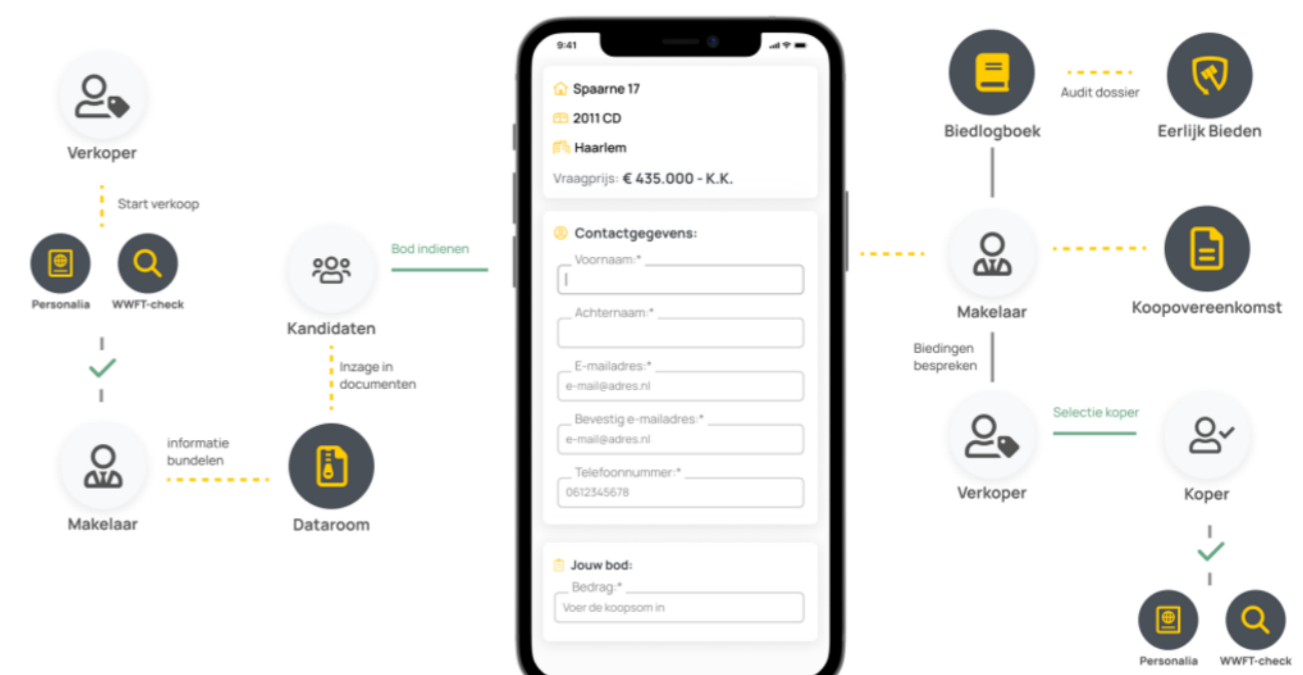 Verkoper
Start verkoop
Personalia
WWFT-check
Makelaar
informatie
bundelen
Dataroom
Inzage in
documenten
Kandidaten
Bod indienen
9:41
Spaarne 17
2011 CD
Haarlem
Vraagprijs: € 435.000 - K.K.
Contactgegevens:
Voornaam:*
Achternaam:*
E-mailadres:*
e-mail@adres.nl
Bevestig e-mailadres:*
e-mail@adres.nl
Telefoonnummer:*
0612345678
Jouw bod:
Bedrag:*
Voer de koopsom in
Biedlogboek
Audit dossier
Eerlijk Bieden
Makelaar
Koopovereenkomst
Biedingen
bespreken
Verkoper
Selectie koper
Koper
Personalia
WWFT-check